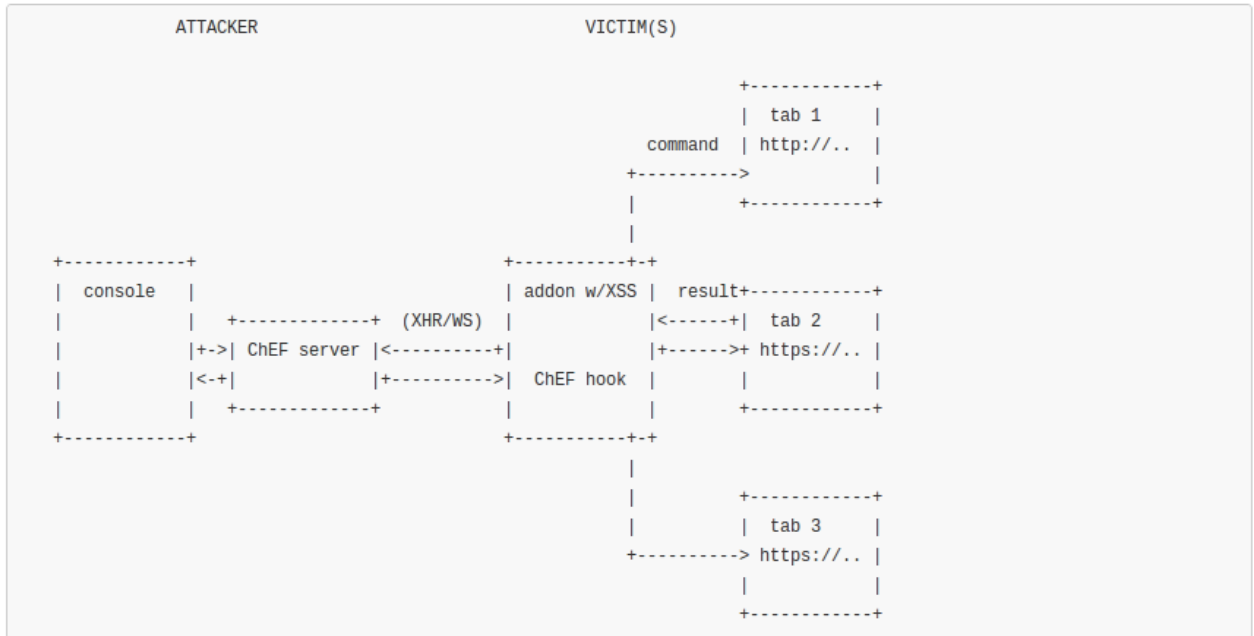 ATTACKER VICTIM(S)
+------------+
| tab 1 |
command | http://.. |
+----------> |
| +------------+
|
+------------+ +-----------+-+
| console | | addon w/XSS | result+------------+
| | +-------------+ (XHR/WS) | |<------+| tab 2 |
| |+->| ChEF server |<----------+| |+------>+ https://.. |
| |<-+| |+---------->| ChEF hook | | |
| | +-------------+ | | +------------+
+------------+ +-----------+-+
|
| +------------+
| | tab 3 |
+----------> https://.. |
| |
+------------+